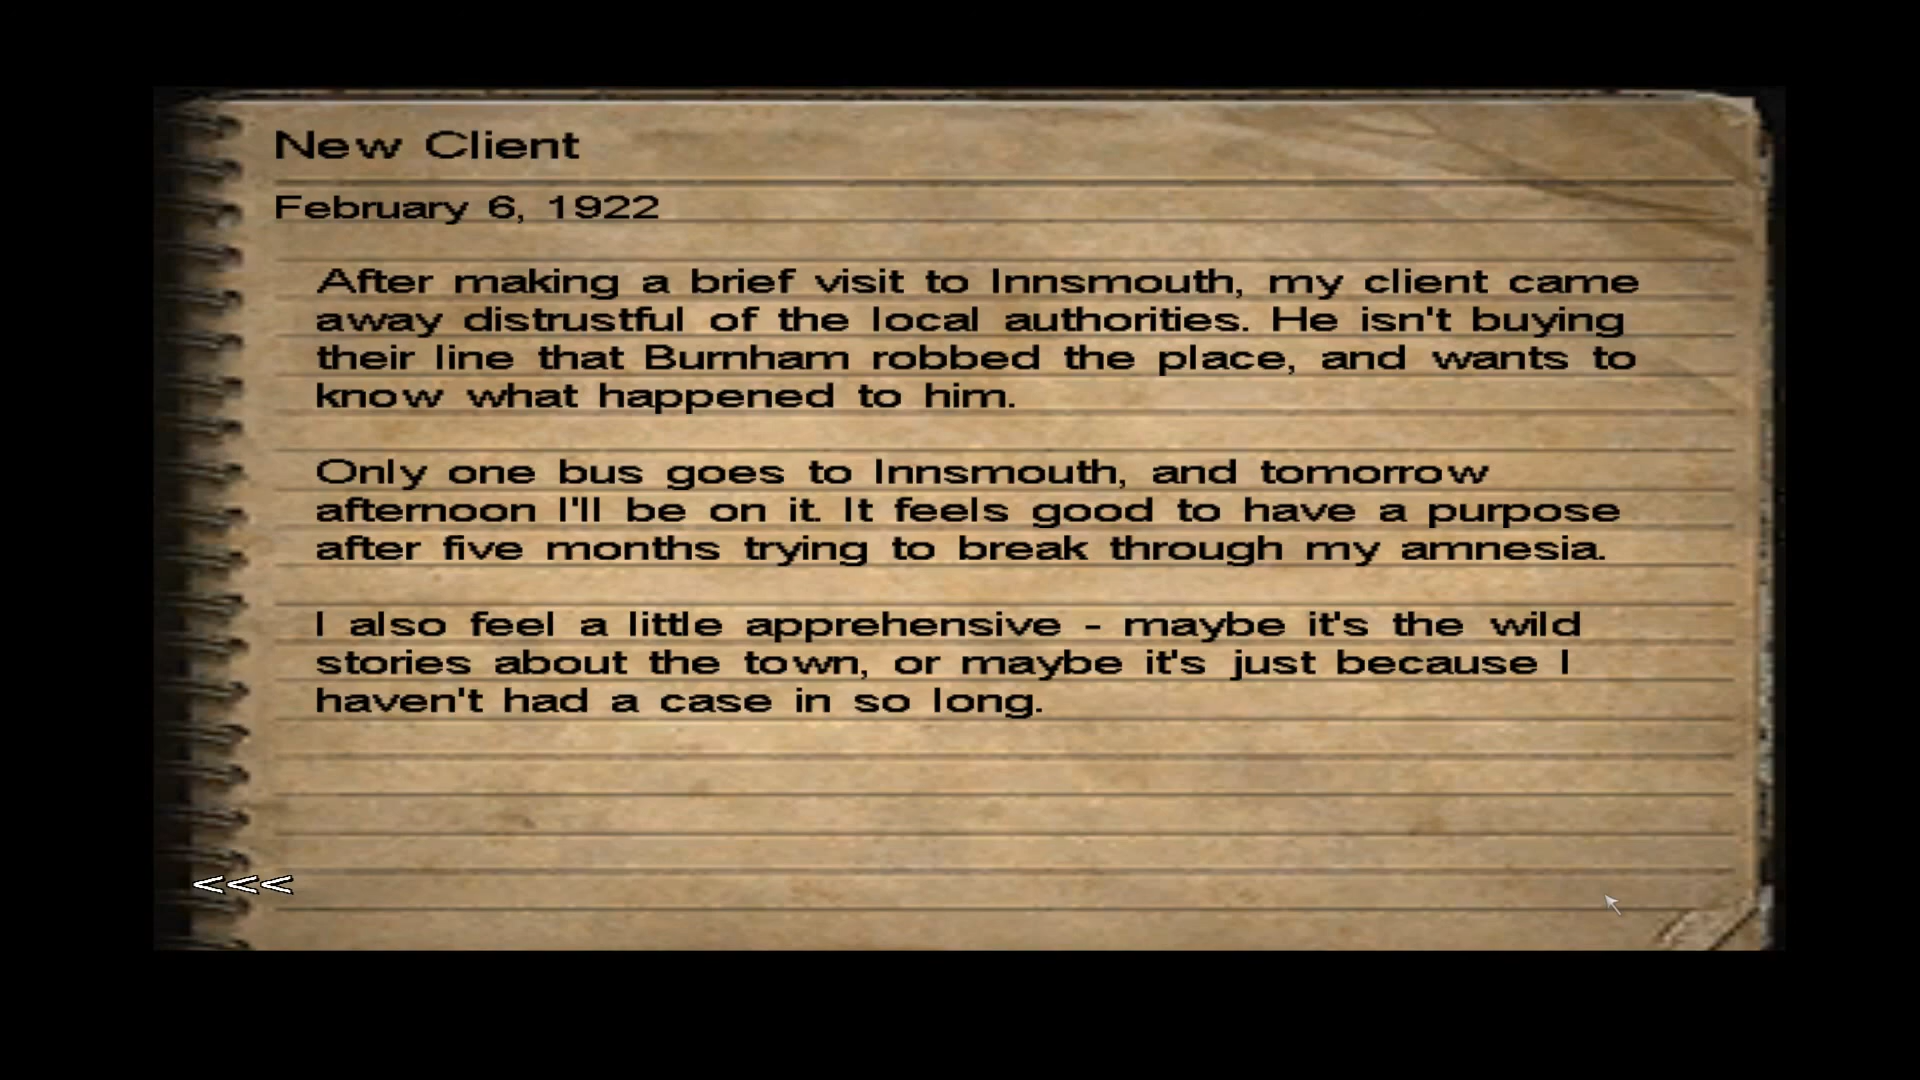 New Client
February 6, 1922
After making a brief visit to Innsmouth, my client came
away distrustful of the local authorities. He isn't buying
their line that Burnham robbed the place, and wants to
know what happened to him.
Only one bus goes to Innsmouth, and tomorrow
afternoon I'll be on it. It feels good to have a purpose
after five months trying to break through my amnesia.
I also feel a little apprehensive - maybe it's the wild
stories about the town, or maybe it's just because I
haven't had a case in so long.
<<<